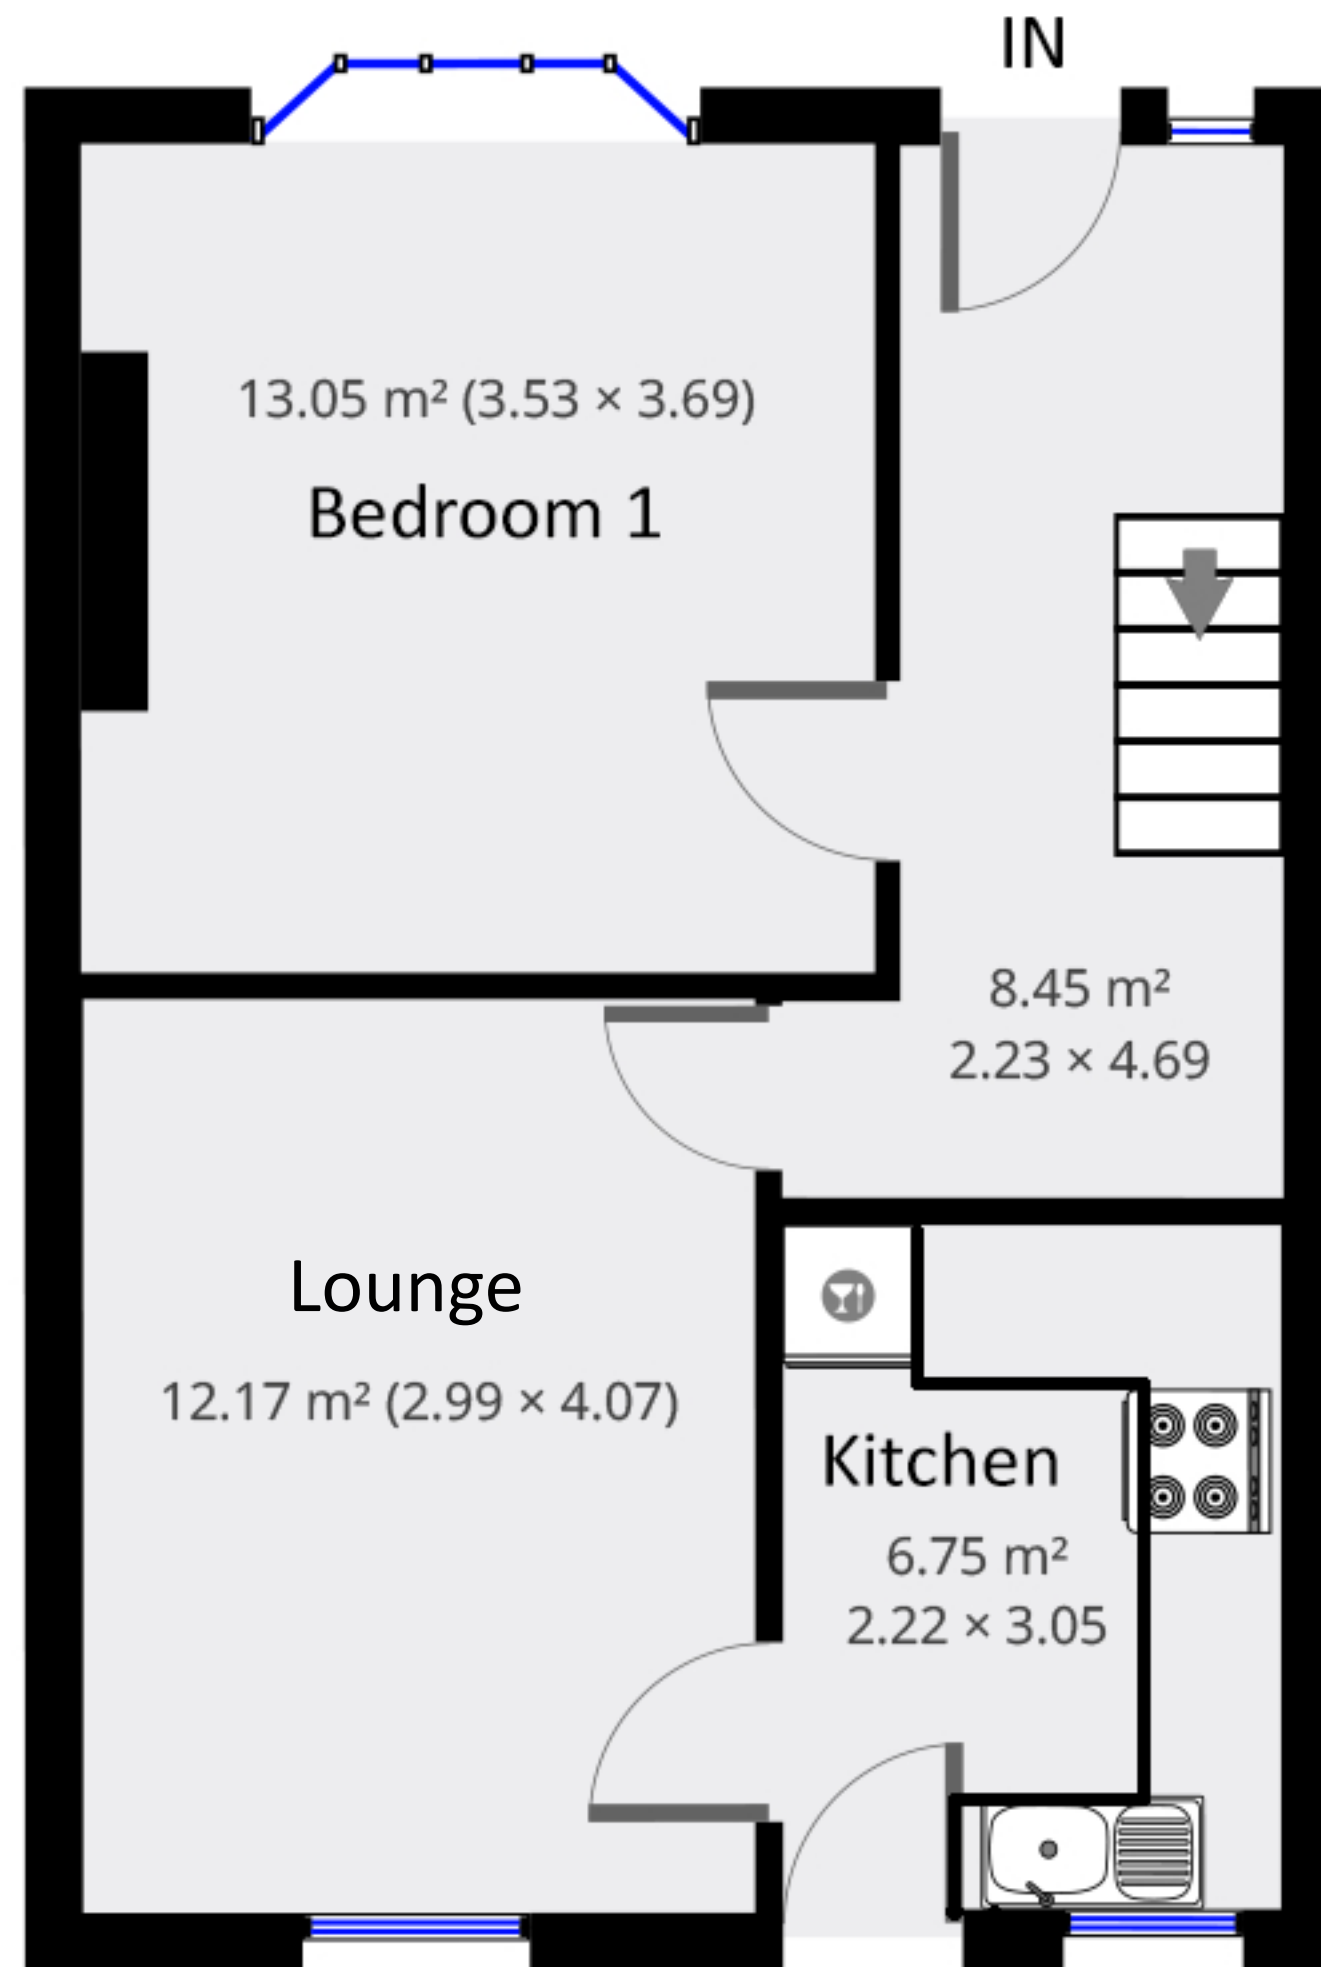 IN
13.05 m² (3.53 × 3.69)
Bedroom 1
8.45 m²
2.23 × 4.69
Lounge
12.17 m² (2.99 × 4.07)
Kitchen
6.75 m²
2.22 × 3.05